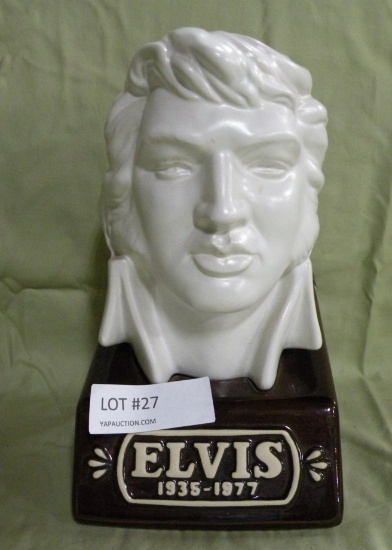 LOT #27
YAPAUCTION.COM
ELVIS
1935-1977